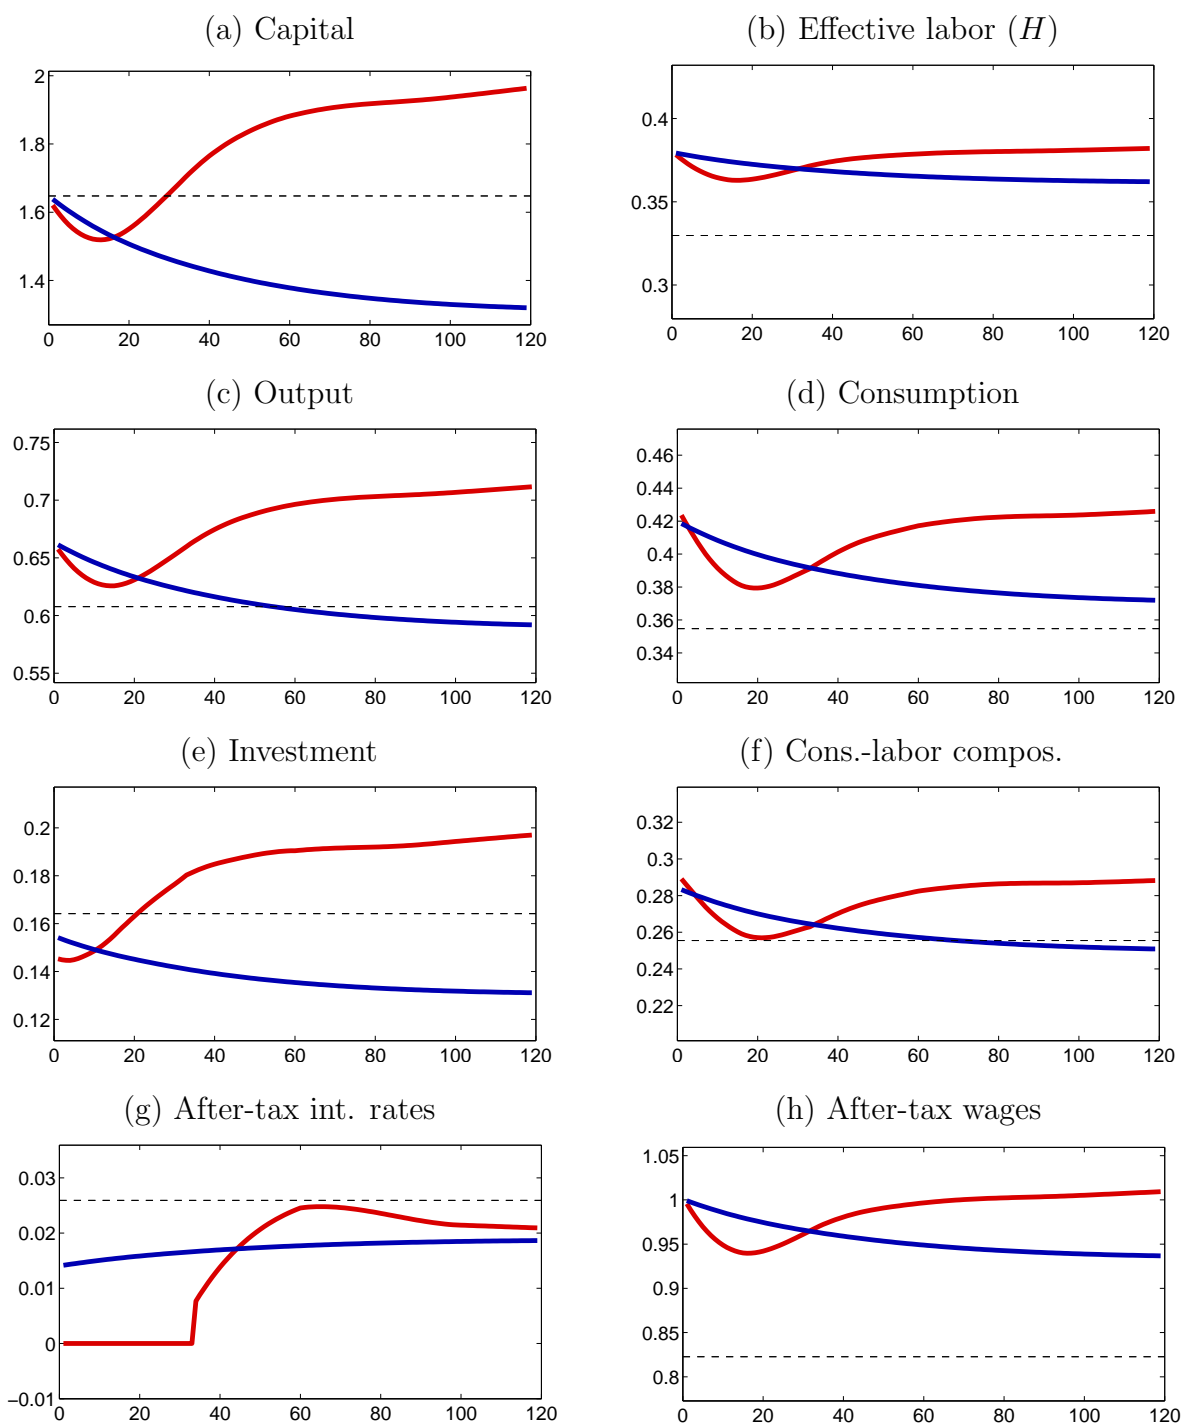 (a) Capital
(b) Effective labor (H)
2
1.8
1.6
1.4
0 20 40 60 80 100 120
0.4
0.35
0.3
0 20 40 60 80 100 120
(c) Output
(d) Consumption
0.75
0.7
0.65
0.6
0.55
0 20 40 60 80 100 120
0.46
0.44
0.42
0.4
0.38
0.36
0.34
0 20 40 60 80 100 120
(e) Investment
(f) Cons.-labor compos.
0.2
0.18
0.16
0.14
0.12
0 20 40 60 80 100 120
0.32
0.3
0.28
0.26
0.24
0.22
0 20 40 60 80 100 120
(g) After-tax int. rates
(h) After-tax wages
0.03
0.02
0.01
0
−0.01
0 20 40 60 80 100 120
1.05
1
0.95
0.9
0.85
0.8
0 20 40 60 80 100 120